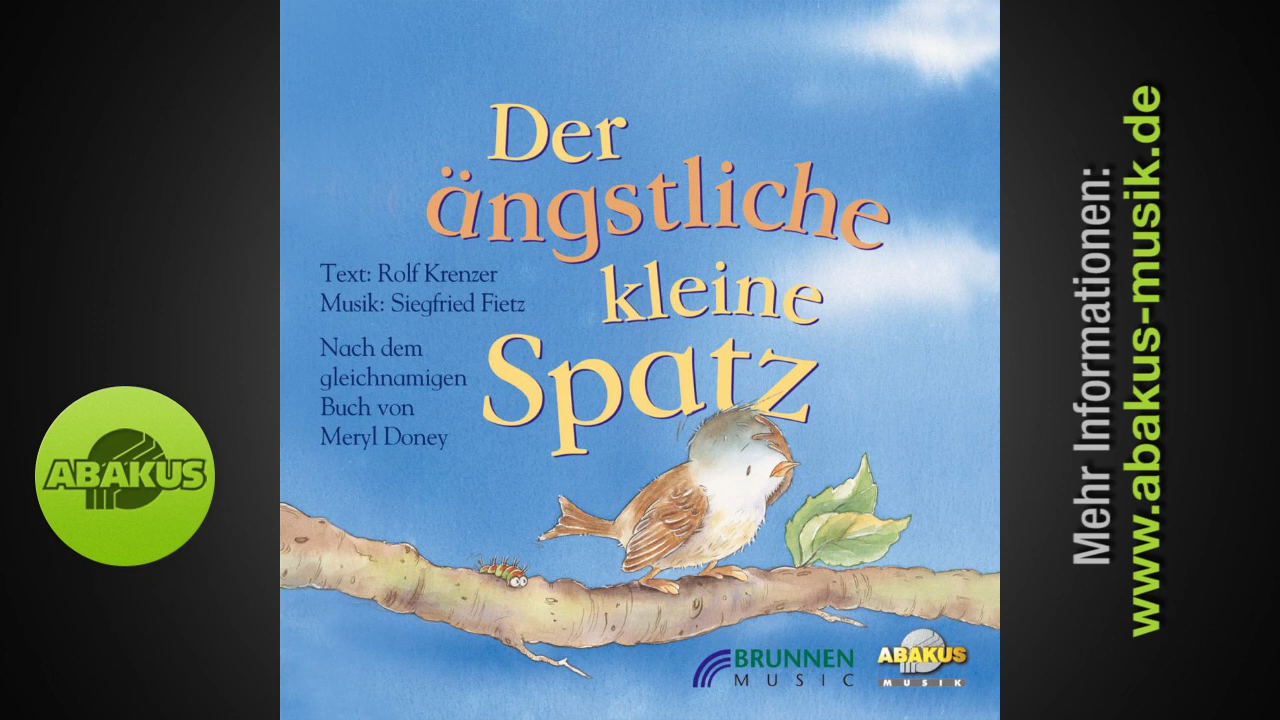 Der
ängstliche
kleine
Spatz
Text: Rolf Krenzer
Musik: Siegfried Fietz
Nach dem
gleichnamigen
Buch von
Meryl Doney
BRUNNEN
MUSIC
ABAKUS
MUSIK
ABAKUS
Mehr Informationen:
www.abakus-musik.de